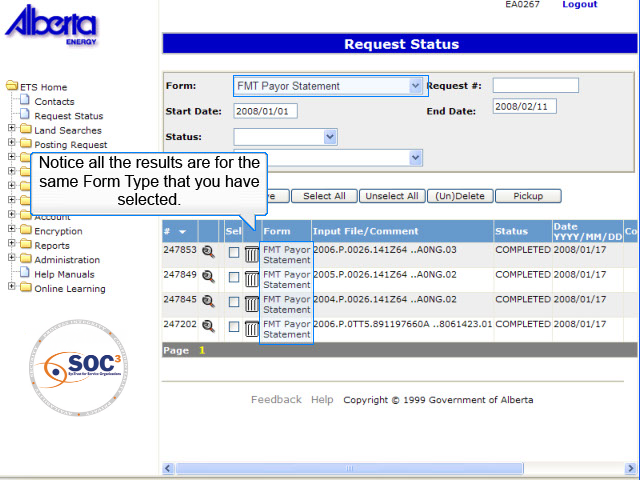 EA0267 Logout
Alberta
ENERGY
Request Status
ETS Home
Contacts
Request Status
Land Searches
Posting Request
Account
Encryption
Reports
Administration
Help Manuals
Online Learning
Form: FMT Payor Statement Request #:
Start Date: 2008/01/01 End Date: 2008/02/11
Status:
Notice all the results are for the
same Form Type that you have
selected.
Select All Unselect All (Un)Delete Pickup
# Sel Form Input File/Comment Status Date
YYYY/MM/DD Co
247853 FMT Payor Statement 2006.P.0026.141Z64 ..A0NG.03 COMPLETED 2008/01/17
247849 FMT Payor Statement 2005.P.0026.141Z64 ..A0NG.02 COMPLETED 2008/01/17
247845 FMT Payor Statement 2004.P.0026.141Z64 ..A0NG.02 COMPLETED 2008/01/17
247202 FMT Payor Statement 2006.P.0TT5.891197660A ..8061423.01 COMPLETED 2008/01/17
Page 1
SOC3
Feedback Help Copyright © 1999 Government of Alberta